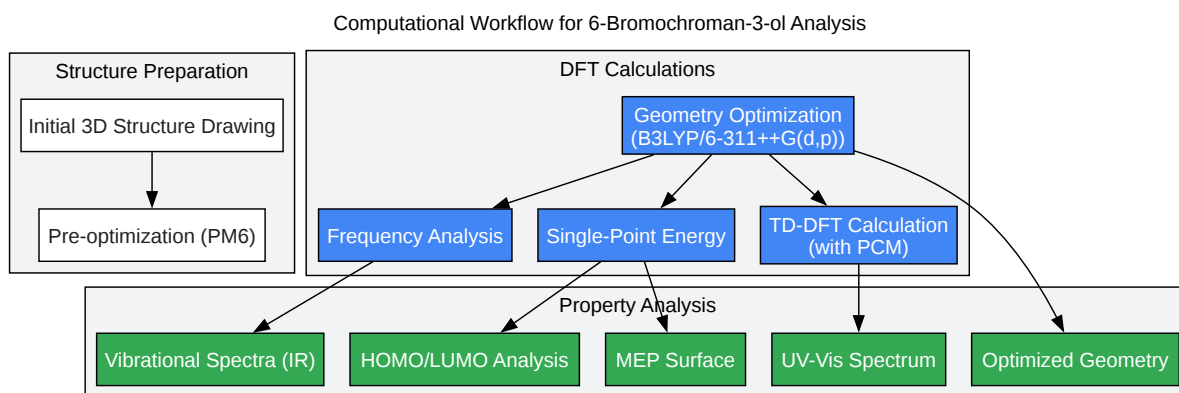 Computational Workflow for 6-Bromochroman-3-ol Analysis
Structure Preparation
Initial 3D Structure Drawing
Pre-optimization (PM6)
DFT Calculations
Geometry Optimization
(B3LYP/6-311++G(d,p))
Frequency Analysis
Single-Point Energy
TD-DFT Calculation
(with PCM)
Property Analysis
Vibrational Spectra (IR)
HOMO/LUMO Analysis
MEP Surface
UV-Vis Spectrum
Optimized Geometry